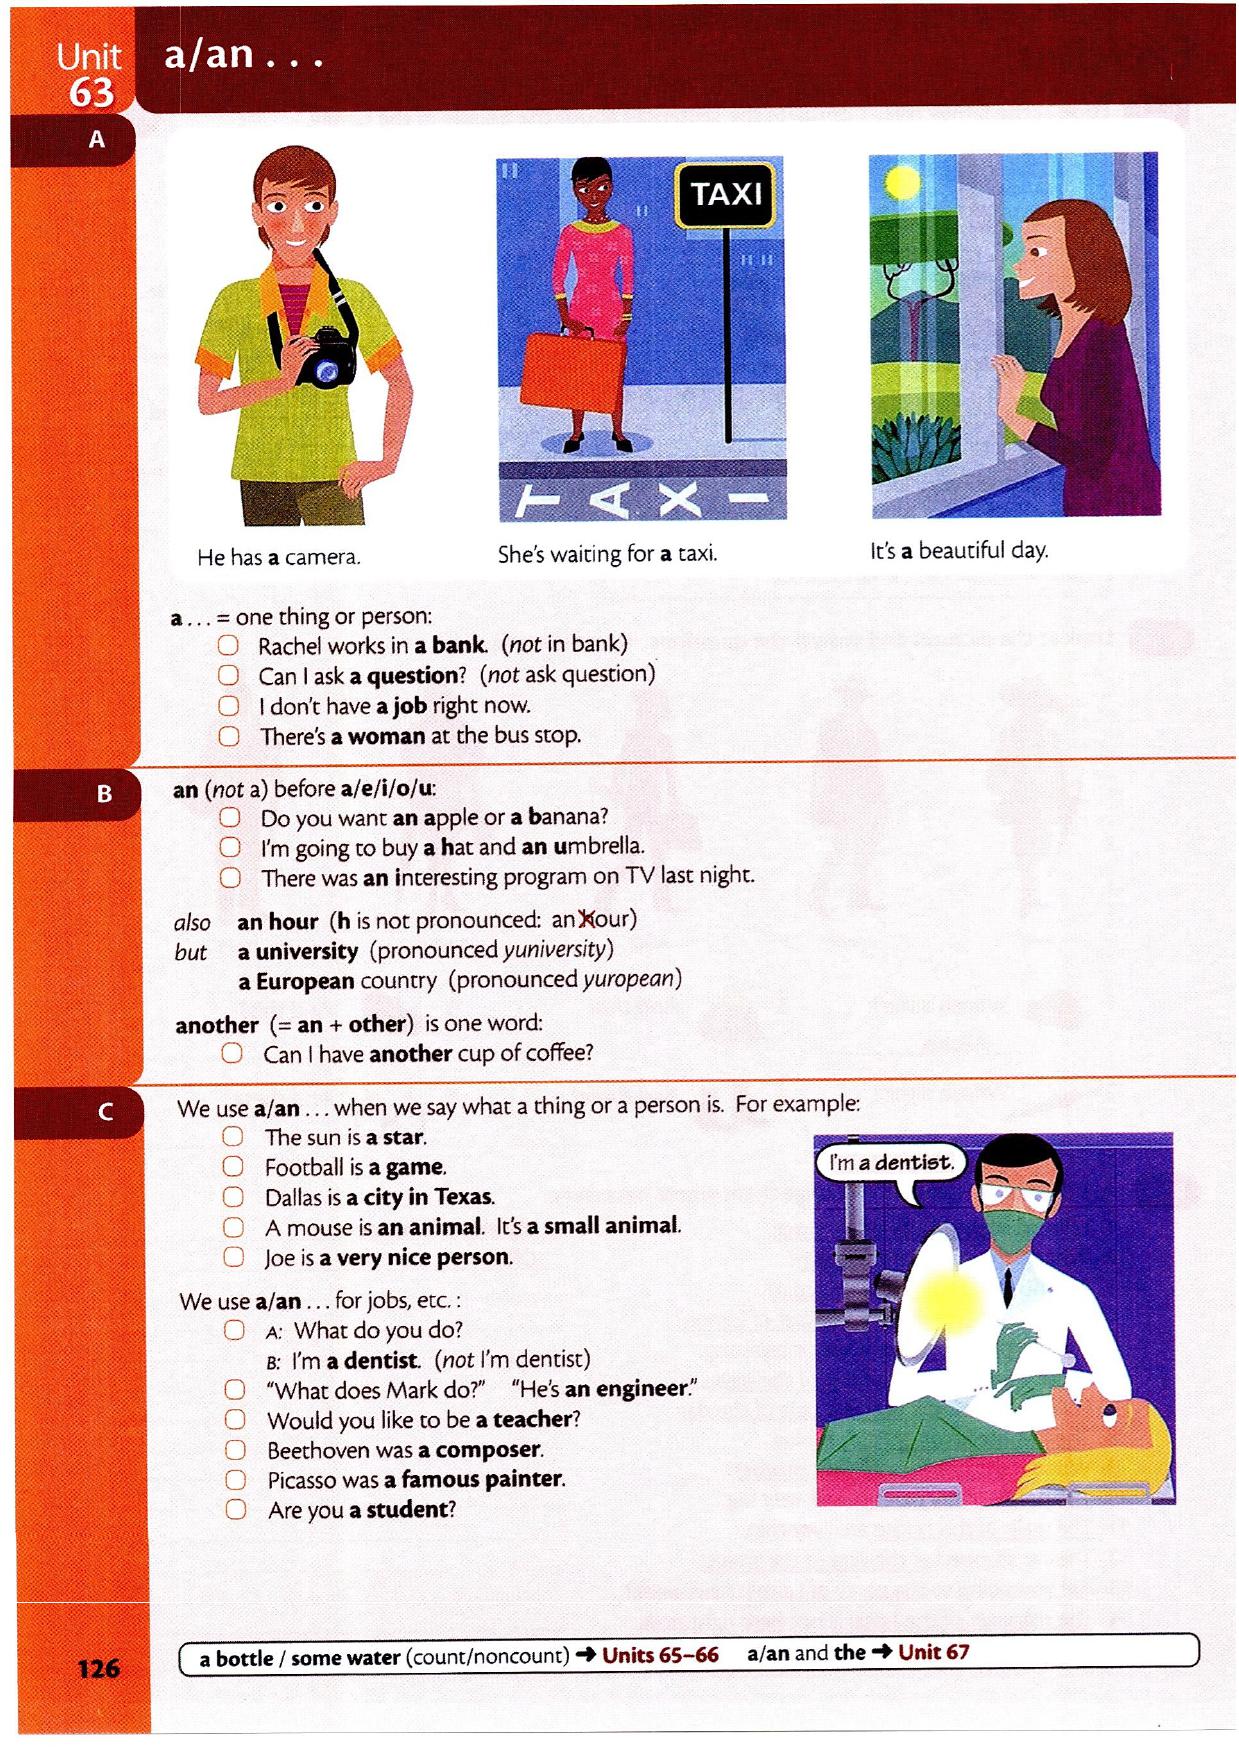 Unit
63
a/an . . .
A
TAXI
TAXI
He has a camera.
She's waiting for a taxi.
It's a beautiful day.
a . . . = one thing or person:
Rachel works in a bank. (not in bank)
Can I ask a question? (not ask question)
I don't have a job right now.
There's a woman at the bus stop.
B
an (not a) before a/e/i/o/u:
Do you want an apple or a banana?
I'm going to buy a hat and an umbrella.
There was an interesting program on TV last night.
also an hour (h is not pronounced: an hour)
but a university (pronounced yuniversity)
a European country (pronounced yuropean)
another (= an + other) is one word:
Can I have another cup of coffee?
C
We use a/an . . . when we say what a thing or a person is. For example:
The sun is a star.
Football is a game.
Dallas is a city in Texas.
A mouse is an animal. It's a small animal.
Joe is a very nice person.
I'm a dentist.
We use a/an . . . for jobs, etc. :
A: What do you do?
B: I'm a dentist. (not I'm dentist)
"What does Mark do?" "He's an engineer."
Would you like to be a teacher?
Beethoven was a composer.
Picasso was a famous painter.
Are you a student?
126
a bottle / some water (count/noncount) → Units 65–66 a/an and the → Unit 67